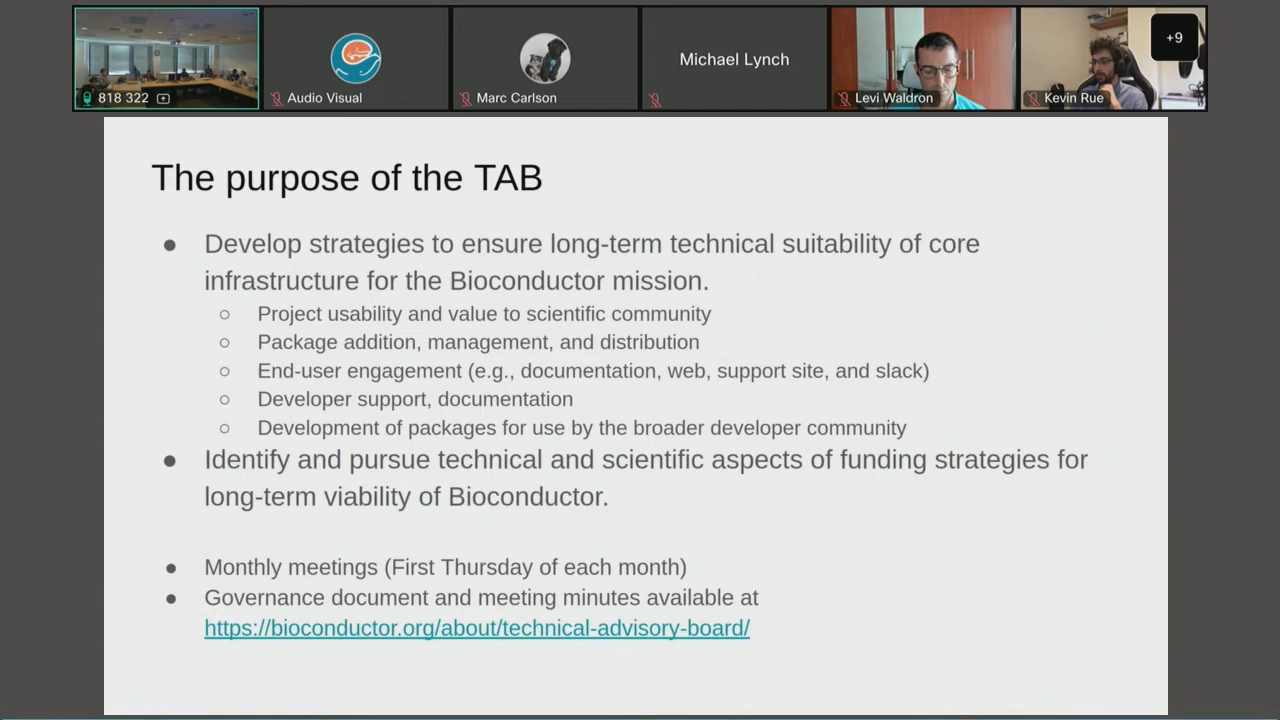 818 322
Audio Visual
Marc Carlson
Michael Lynch
Levi Waldron
Kevin Rue
+9
The purpose of the TAB
● Develop strategies to ensure long-term technical suitability of core
infrastructure for the Bioconductor mission.
○ Project usability and value to scientific community
○ Package addition, management, and distribution
○ End-user engagement (e.g., documentation, web, support site, and slack)
○ Developer support, documentation
○ Development of packages for use by the broader developer community
● Identify and pursue technical and scientific aspects of funding strategies for
long-term viability of Bioconductor.
● Monthly meetings (First Thursday of each month)
● Governance document and meeting minutes available at
https://bioconductor.org/about/technical-advisory-board/